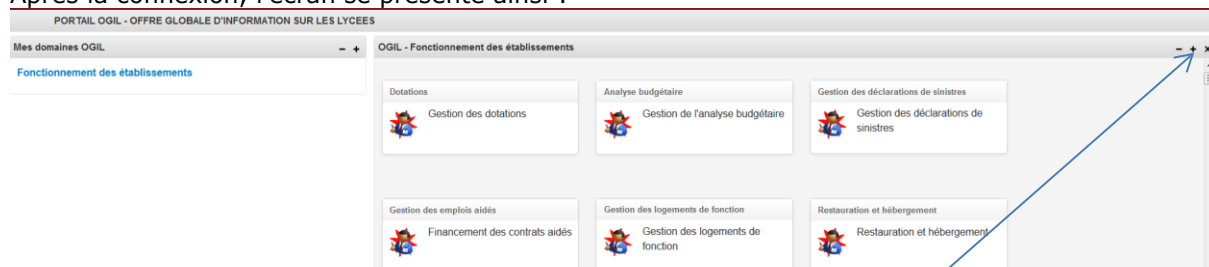 Après la connexion, l'écran se présente ainsi :
PORTAIL OGIL - OFFRE GLOBALE D'INFORMATION SUR LES LYCEES
Mes domaines OGIL
Fonctionnement des établissements
OGIL - Fonctionnement des établissements
Dotations
Gestion des dotations
Analyse budgétaire
Gestion de l'analyse budgétaire
Gestion des déclarations de sinistres
Gestion des déclarations de
sinistres
Gestion des emplois aidés
Financement des contrats aidés
Gestion des logements de fonction
Gestion des logements de
fonction
Restauration et hébergement
Restauration et hébergement